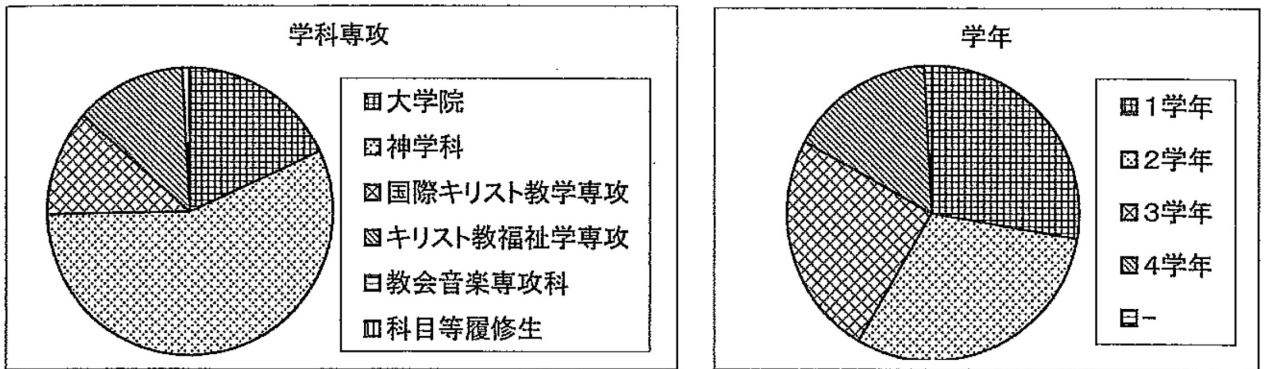 学科専攻
大学院
神学科
国際キリスト教学専攻
キリスト教福祉学専攻
教会音楽専攻科
科目等履修生
学年
1学年
2学年
3学年
4学年
-